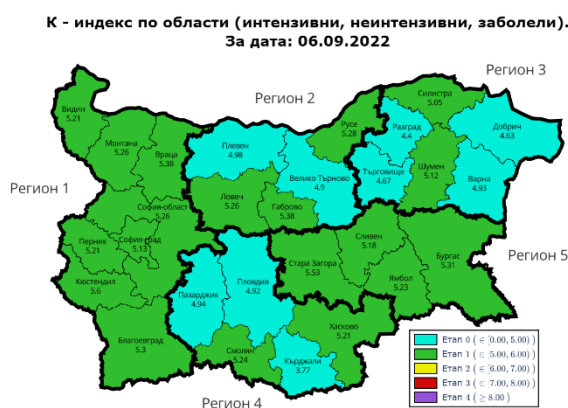 К - индекс по области (интензивни, неинтензивни, заболели).
За дата: 06.09.2022
Регион 3
Регион 2
Видин
5.21
Монтана
5.26
Враца
5.38
Плевен
4.98
Русе
5.28
Силистра
5.05
Разград
4.4
Добрич
4.63
Велико Търново
4.9
Търговище
4.67
Шумен
5.12
Варна
4.93
Регион 1
Ловеч
5.26
Габрово
5.38
София-област
5.26
София-град
5.13
Перник
5.21
Кюстендил
5.6
Благоевград
5.3
Пазарджик
4.94
Пловдив
4.92
Стара Загора
5.53
Сливен
5.18
Ямбол
5.23
Бургас
5.31
Регион 5
Смолян
5.24
Кърджали
3.77
Хасково
5.21
Регион 4
Етап 0 ( ∈ [0.00, 5.00) )
Етап 1 ( ∈ [5.00, 6.00) )
Етап 2 ( ∈ [6.00, 7.00) )
Етап 3 ( ∈ [7.00, 8.00) )
Етап 4 ( ≥ 8.00 )